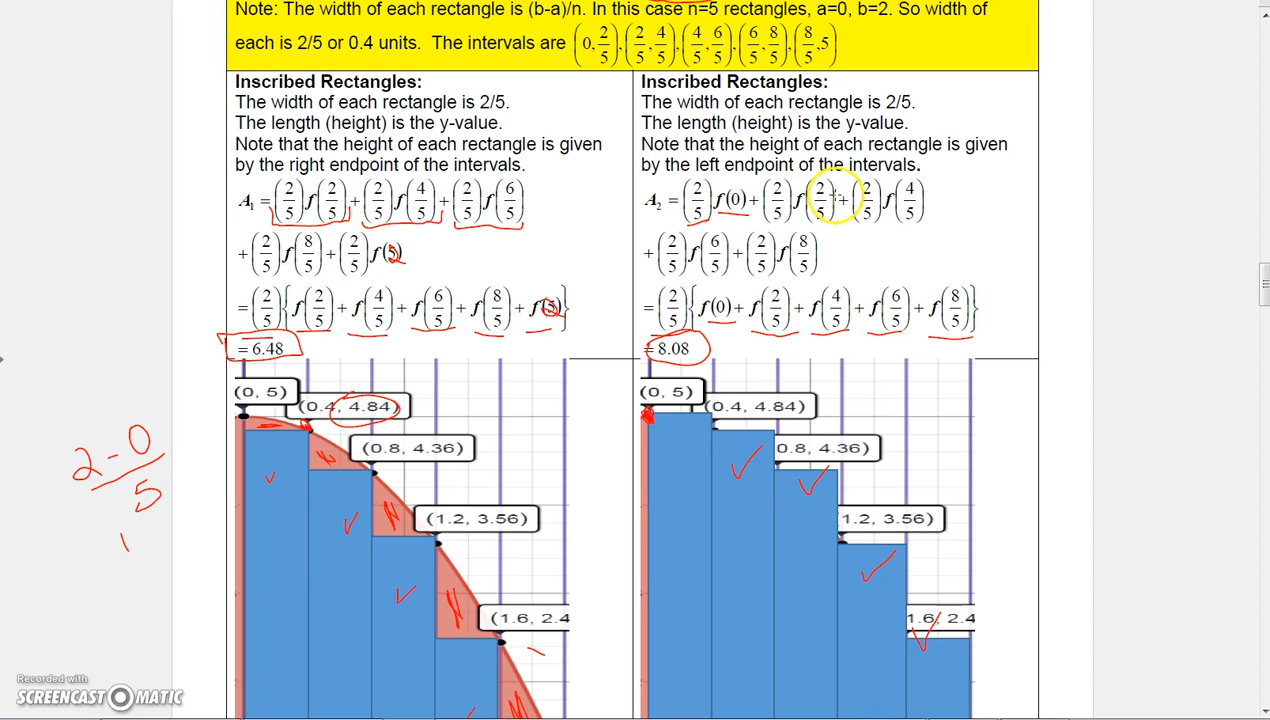 Note: The width of each rectangle is (b-a)/n. In this case n=5 rectangles, a=0, b=2. So width of
each is 2/5 or 0.4 units. The intervals are (0, 2/5), (2/5, 4/5), (4/5, 6/5), (6/5, 8/5), (8/5, 5)
Inscribed Rectangles:
The width of each rectangle is 2/5.
The length (height) is the y-value.
Note that the height of each rectangle is given
by the right endpoint of the intervals.
A₁ = (2/5) f(2/5) + (2/5) f(4/5) + (2/5) f(6/5)
+ (2/5) f(8/5) + (2/5) f(5)
= (2/5) { f(2/5) + f(4/5) + f(6/5) + f(8/5) + f(5) }
= 6.48
(0, 5)
(0.4, 4.84)
(0.8, 4.36)
(1.2, 3.56)
(1.6, 2.4
Inscribed Rectangles:
The width of each rectangle is 2/5.
The length (height) is the y-value.
Note that the height of each rectangle is given
by the left endpoint of the intervals.
A₂ = (2/5) f(0) + (2/5) f(2/5) + (2/5) f(4/5)
+ (2/5) f(6/5) + (2/5) f(8/5)
= (2/5) { f(0) + f(2/5) + f(4/5) + f(6/5) + f(8/5) }
= 8.08
(0, 5)
(0.4, 4.84)
0.8, 4.36)
1.2, 3.56)
1.6, 2.4
2-0
5
Recorded with
SCREENCAST-O-MATIC